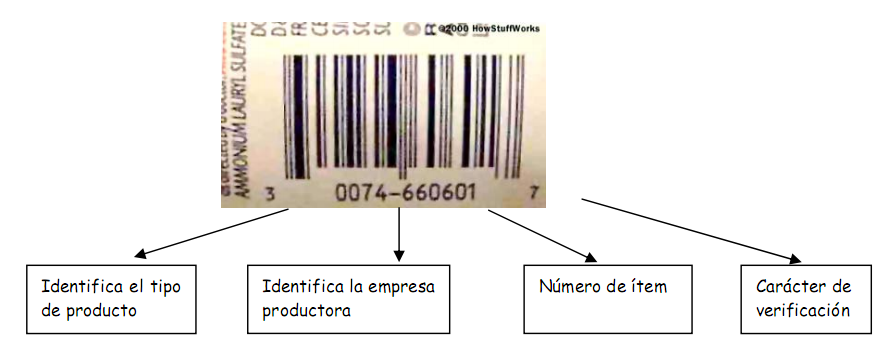 ©2000 HowStuffWorks
AMMONIUM LAURYL SULFATE
3 0074-660601 7
Identifica el tipo
de producto
Identifica la empresa
productora
Número de ítem
Carácter de
verificación